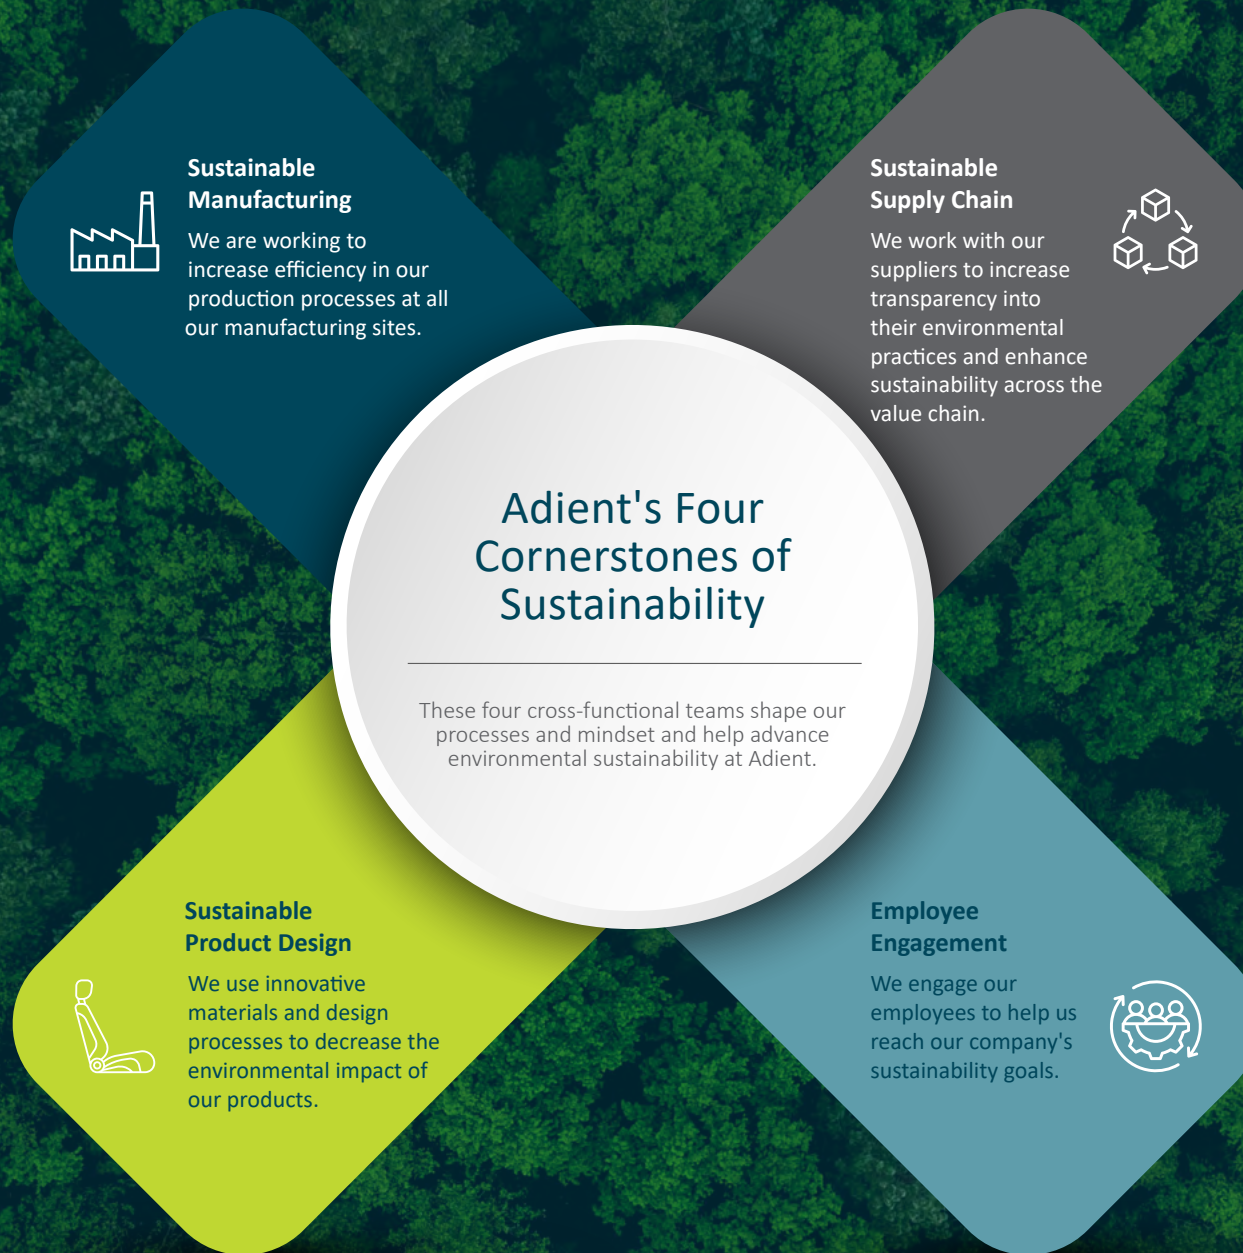 Sustainable
Manufacturing
We are working to
increase efficiency in our
production processes at all
our manufacturing sites.
Sustainable
Supply Chain
We work with our
suppliers to increase
transparency into
their environmental
practices and enhance
sustainability across the
value chain.
Adient's Four
Cornerstones of
Sustainability
These four cross-functional teams shape our
processes and mindset and help advance
environmental sustainability at Adient.
Sustainable
Product Design
We use innovative
materials and design
processes to decrease the
environmental impact of
our products.
Employee
Engagement
We engage our
employees to help us
reach our company's
sustainability goals.